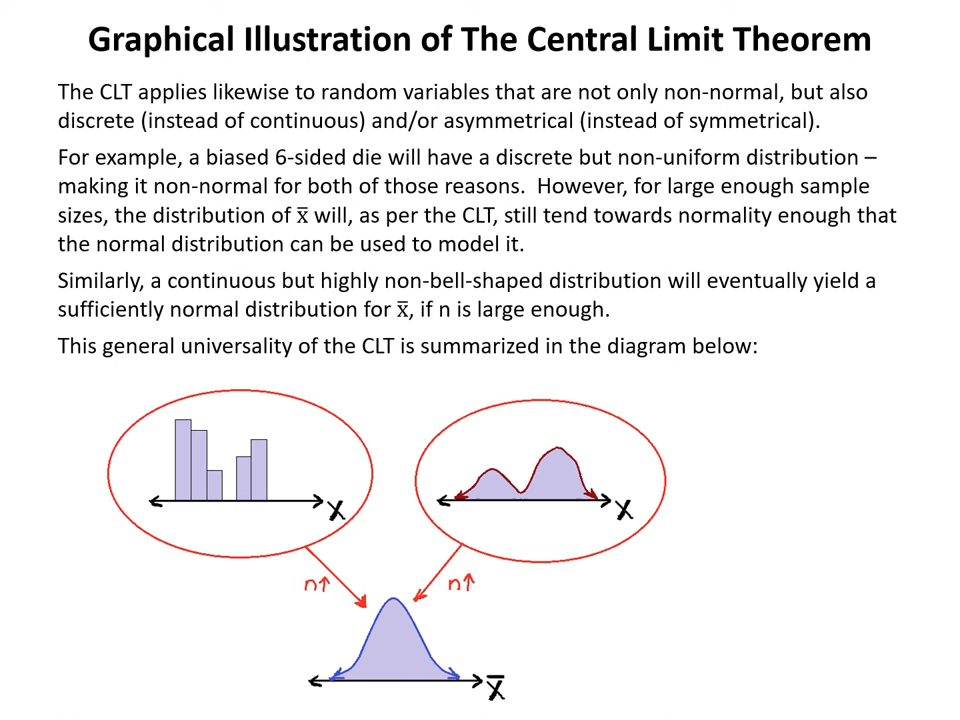 Graphical Illustration of The Central Limit Theorem
The CLT applies likewise to random variables that are not only non-normal, but also
discrete (instead of continuous) and/or asymmetrical (instead of symmetrical).
For example, a biased 6-sided die will have a discrete but non-uniform distribution –
making it non-normal for both of those reasons.  However, for large enough sample
sizes, the distribution of x̅ will, as per the CLT, still tend towards normality enough that
the normal distribution can be used to model it.
Similarly, a continuous but highly non-bell-shaped distribution will eventually yield a
sufficiently normal distribution for x̅, if n is large enough.
This general universality of the CLT is summarized in the diagram below:
X
X
n↑
n↑
X̅